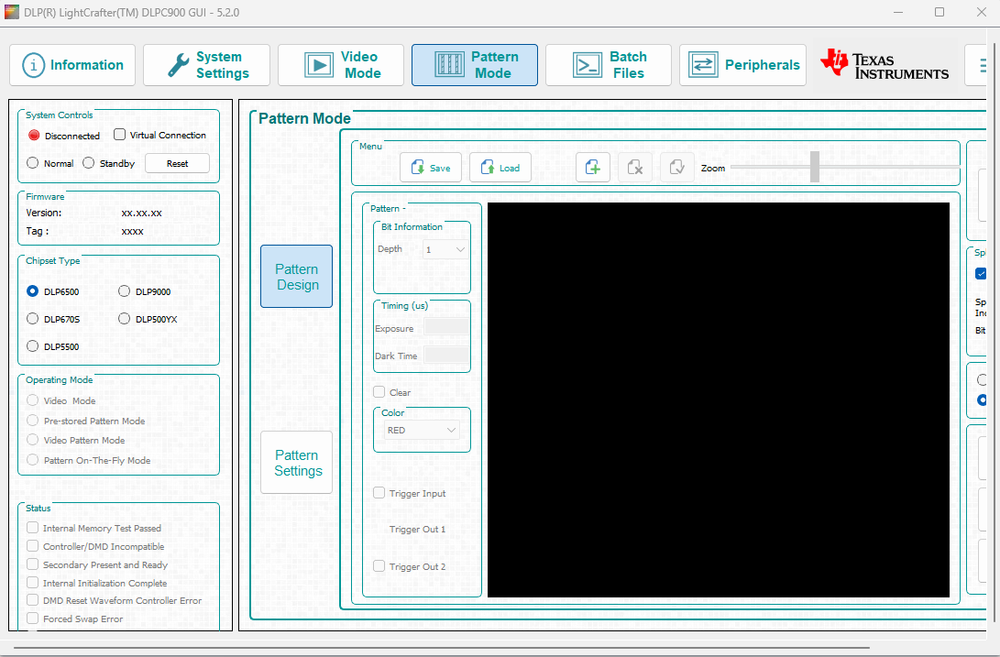 DLP(R) LightCrafter(TM) DLPC900 GUI - 5.2.0
Information
System
Settings
Video
Mode
Pattern
Mode
Batch
Files
Peripherals
TEXAS
INSTRUMENTS
System Controls
Disconnected
Virtual Connection
Normal
Standby
Reset
Firmware
Version:
xx.xx.xx
Tag :
xxxx
Chipset Type
DLP6500
DLP9000
DLP670S
DLP500YX
DLP5500
Operating Mode
Video Mode
Pre-stored Pattern Mode
Video Pattern Mode
Pattern On-The-Fly Mode
Status
Internal Memory Test Passed
Controller/DMD Incompatible
Secondary Present and Ready
Internal Initialization Complete
DMD Reset Waveform Controller Error
Forced Swap Error
Pattern Mode
Pattern
Design
Pattern
Settings
Menu
Save
Load
Zoom
Pattern -
Bit Information
Depth
1
Timing (us)
Exposure
Dark Time
Clear
Color
RED
Trigger Input
Trigger Out 1
Trigger Out 2
Sp
Sp
Bit